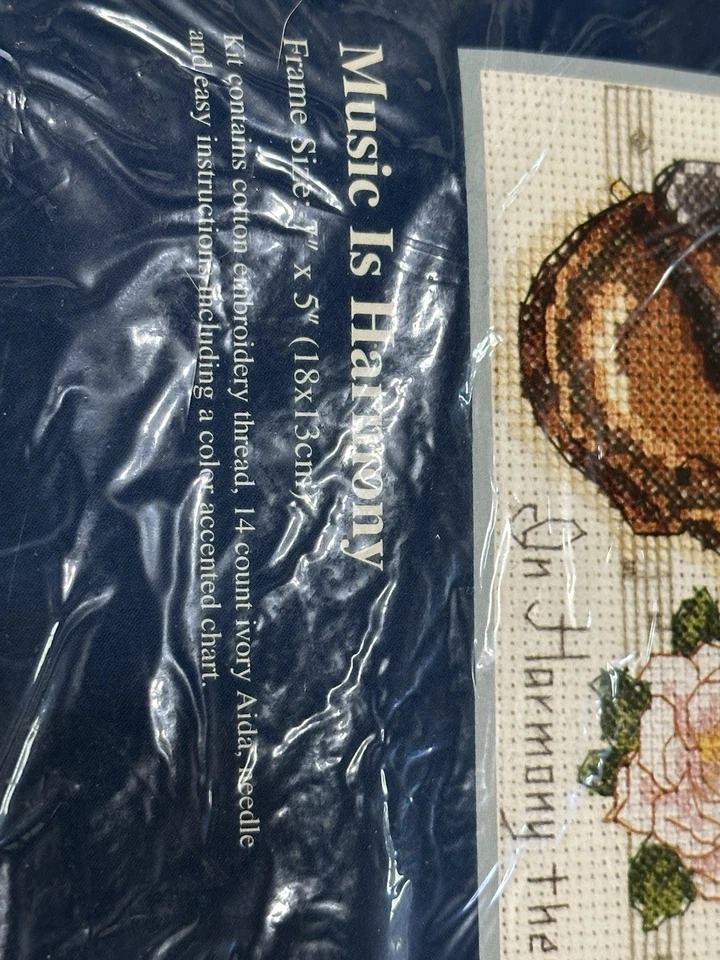 Music Is Harmony
Frame Size: 7" x 5" (18x13cm)
Kit contains cotton embroidery thread, 14 count ivory Aida, needle
and easy instructions including a color accented chart.
In Harmony the